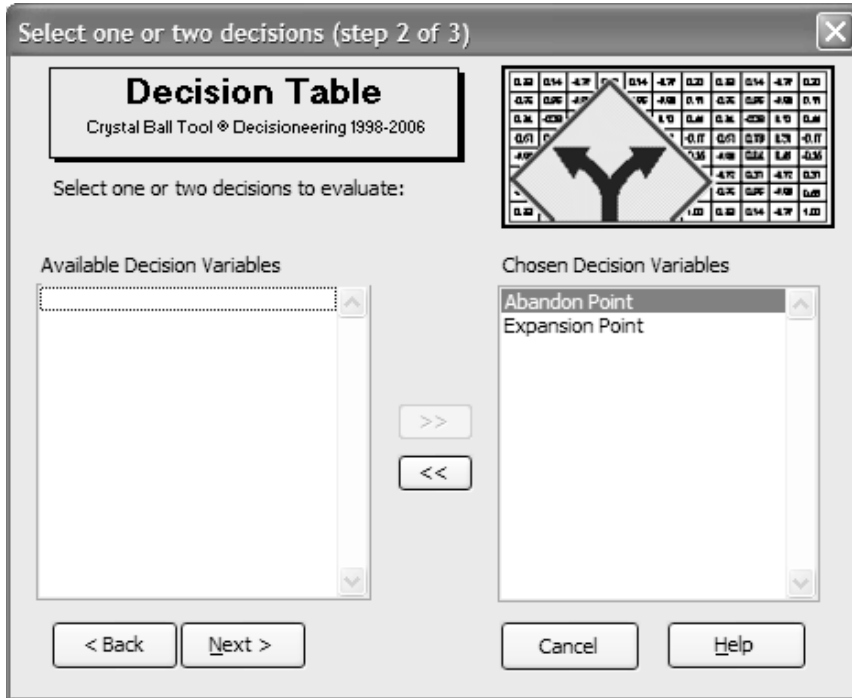 Select one or two decisions (step 2 of 3)
Decision Table
Crystal Ball Tool ® Decisioneering 1998-2006
Select one or two decisions to evaluate:
Available Decision Variables
Chosen Decision Variables
Abandon Point
Expansion Point
>>
<<
< Back
Next >
Cancel
Help